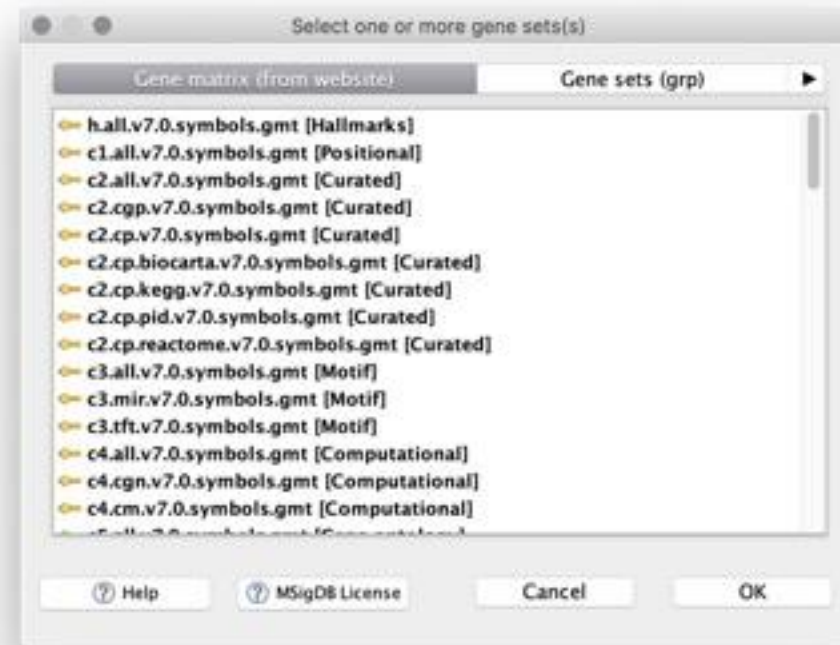 Select one or more gene sets(s)
Gene matrix (from website)
Gene sets (grp)
h.all.v7.0.symbols.gmt [Hallmarks]
c1.all.v7.0.symbols.gmt [Positional]
c2.all.v7.0.symbols.gmt [Curated]
c2.cgp.v7.0.symbols.gmt [Curated]
c2.cp.v7.0.symbols.gmt [Curated]
c2.cp.biocarta.v7.0.symbols.gmt [Curated]
c2.cp.kegg.v7.0.symbols.gmt [Curated]
c2.cp.pid.v7.0.symbols.gmt [Curated]
c2.cp.reactome.v7.0.symbols.gmt [Curated]
c3.all.v7.0.symbols.gmt [Motif]
c3.mir.v7.0.symbols.gmt [Motif]
c3.tft.v7.0.symbols.gmt [Motif]
c4.all.v7.0.symbols.gmt [Computational]
c4.cgn.v7.0.symbols.gmt [Computational]
c4.cm.v7.0.symbols.gmt [Computational]
? Help
? MSigDB License
Cancel
OK